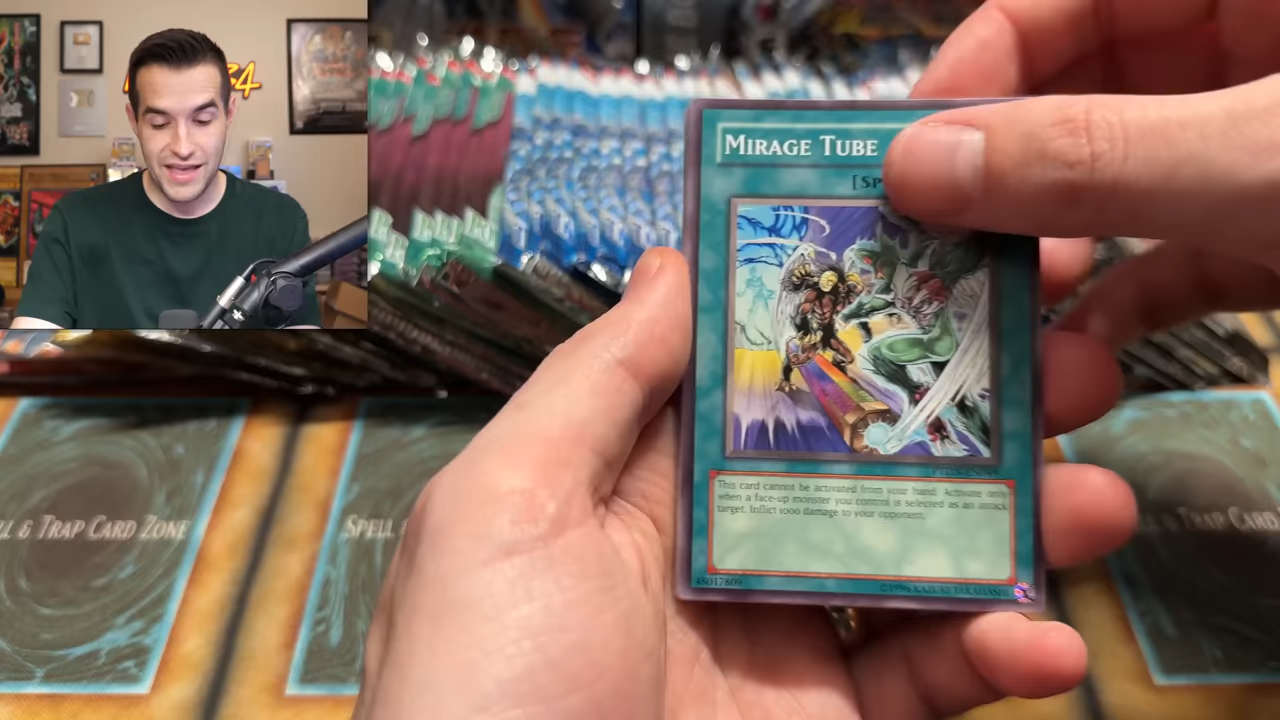 34
MIRAGE TUBE
[SP
This card cannot be activated from your hand. Activate only
when a face-up monster you control is selected as an attack
target. Inflict 1000 damage to your opponent.
48017809
©1996 KAZUKI TAKAHASHI
LL & TRAP CARD ZONE
SPELL &
TRAP CARD